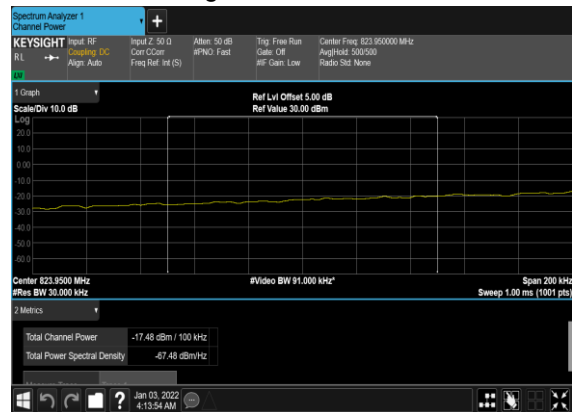 Spectrum Analyzer 1
Channel Power
+
KEYSIGHT Input: RF Input Z: 50 Ω Atten: 50 dB Trig: Free Run Center Freq: 823.950000 MHz
RL Coupling: DC Corr CCorr #PNO: Fast Gate: Off Avg|Hold: 500/500
Align: Auto Freq Ref: Int (S) #IF Gain: Low Radio Std: None
1 Graph Ref Lvl Offset 5.00 dB
Scale/Div 10.0 dB Ref Value 30.00 dBm
Log
20.0
10.0
0.00
-10.0
-20.0
-30.0
-40.0
-50.0
-60.0
Center 823.9500 MHz #Video BW 91.000 kHz* Span 200 kHz
#Res BW 30.000 kHz Sweep 1.00 ms (1001 pts)
2 Metrics
Total Channel Power -17.48 dBm / 100 kHz
Total Power Spectral Density -67.48 dBm/Hz
? Jan 03, 2022
4:13:54 AM